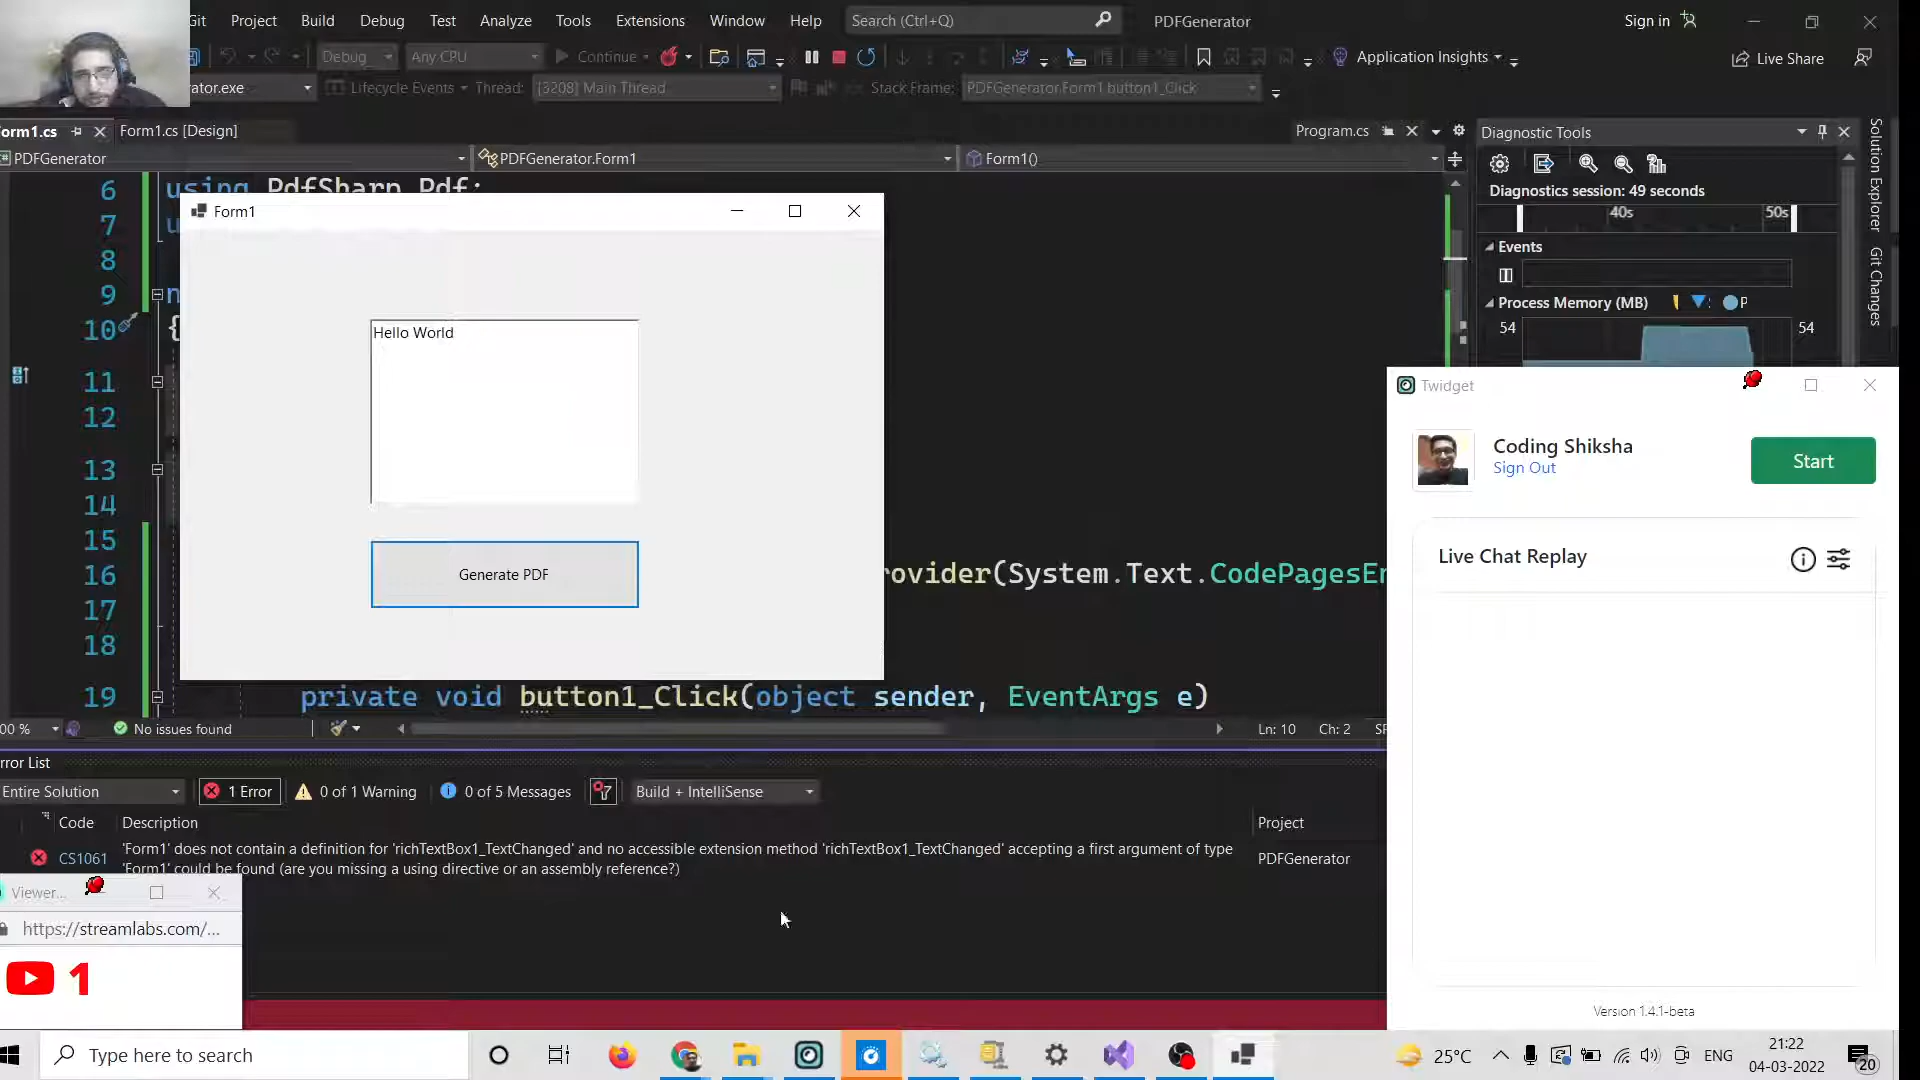 Git Project Build Debug Test Analyze Tools Extensions Window Help Search (Ctrl+Q) PDFGenerator Sign in
Debug Any CPU Continue Application Insights Live Share
rator.exe Lifecycle Events Thread: [3208] Main Thread Stack Frame: PDFGenerator.Form1 button1_Click
Form1.cs Form1.cs [Design] Program.cs
PDFGenerator PDFGenerator.Form1 Form1()
Diagnostic Tools
Diagnostics session: 49 seconds
40s 50s
Events
Process Memory (MB) P
54 54
Solution Explorer
Git Changes
6 using PdfSharp.Pdf;
7 u
8
9 n
10 {
11
12
13
14
15
16 rovider(System.Text.CodePagesEn
17
18
19 private void button1_Click(object sender, EventArgs e)
Form1
Hello World
Generate PDF
00 % No issues found Ln: 10 Ch: 2
rror List
Entire Solution 1 Error 0 of 1 Warning 0 of 5 Messages Build + IntelliSense
Code Description Project
CS1061 'Form1' does not contain a definition for 'richTextBox1_TextChanged' and no accessible extension method 'richTextBox1_TextChanged' accepting a first argument of type
'Form1' could be found (are you missing a using directive or an assembly reference?)
PDFGenerator
Twidget
Coding Shiksha
Sign Out
Start
Live Chat Replay
Version 1.4.1-beta
Viewer...
https://streamlabs.com/...
1
Type here to search
25°C ENG
21:22
04-03-2022
20